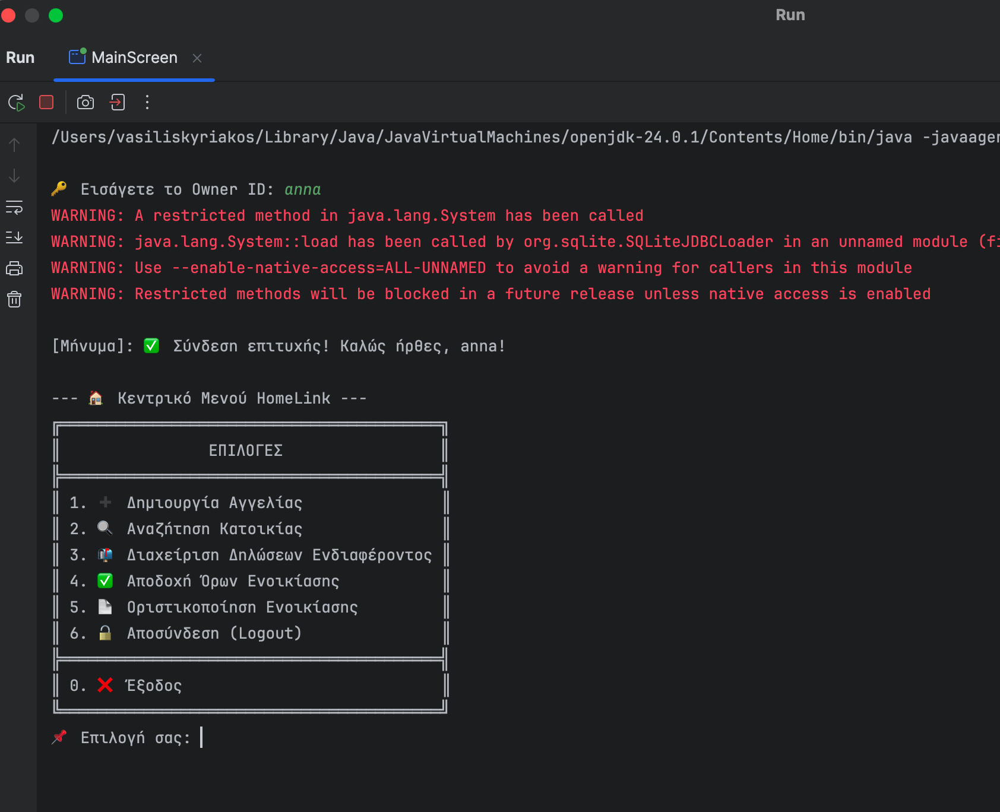 Run
Run
MainScreen
/Users/vasiliskyriakos/Library/Java/JavaVirtualMachines/openjdk-24.0.1/Contents/Home/bin/java -javaager
🔑 Εισάγετε το Owner ID: anna
WARNING: A restricted method in java.lang.System has been called
WARNING: java.lang.System::load has been called by org.sqlite.SQLiteJDBCLoader in an unnamed module (fi
WARNING: Use --enable-native-access=ALL-UNNAMED to avoid a warning for callers in this module
WARNING: Restricted methods will be blocked in a future release unless native access is enabled
[Μήνυμα]: ✅ Σύνδεση επιτυχής! Καλώς ήρθες, anna!
--- 🏠 Κεντρικό Μενού HomeLink ---
ΕΠΙΛΟΓΕΣ
1. ➕ Δημιουργία Αγγελίας
2. 🔍 Αναζήτηση Κατοικίας
3. 📬 Διαχείριση Δηλώσεων Ενδιαφέροντος
4. ✅ Αποδοχή Όρων Ενοικίασης
5. 📄 Οριστικοποίηση Ενοικίασης
6. 🔓 Αποσύνδεση (Logout)
0. ❌ Έξοδος
📌 Επιλογή σας: